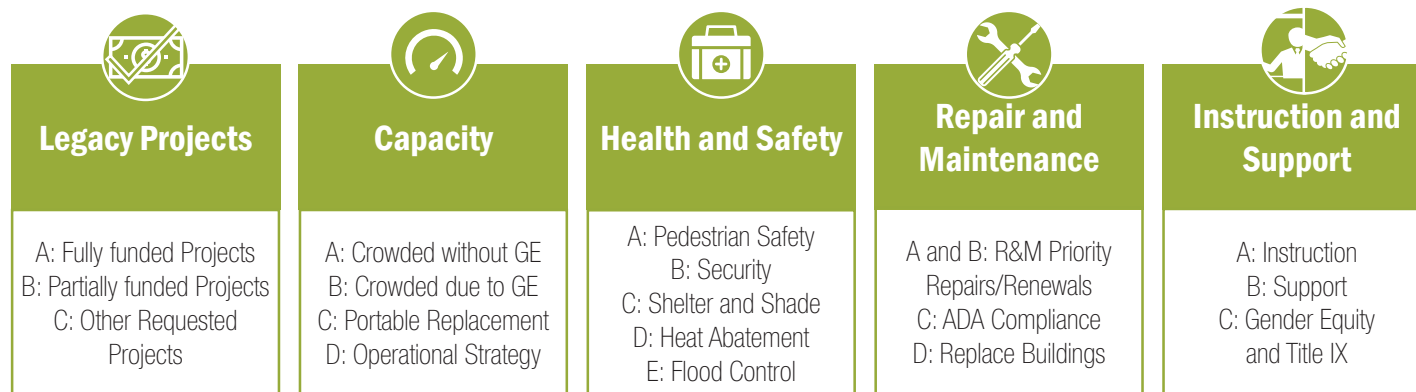 Legacy Projects
A: Fully funded Projects
B: Partially funded Projects
C: Other Requested
Projects
Capacity
A: Crowded without GE
B: Crowded due to GE
C: Portable Replacement
D: Operational Strategy
Health and Safety
A: Pedestrian Safety
B: Security
C: Shelter and Shade
D: Heat Abatement
E: Flood Control
Repair and
Maintenance
A and B: R&M Priority
Repairs/Renewals
C: ADA Compliance
D: Replace Buildings
Instruction and
Support
A: Instruction
B: Support
C: Gender Equity
and Title IX